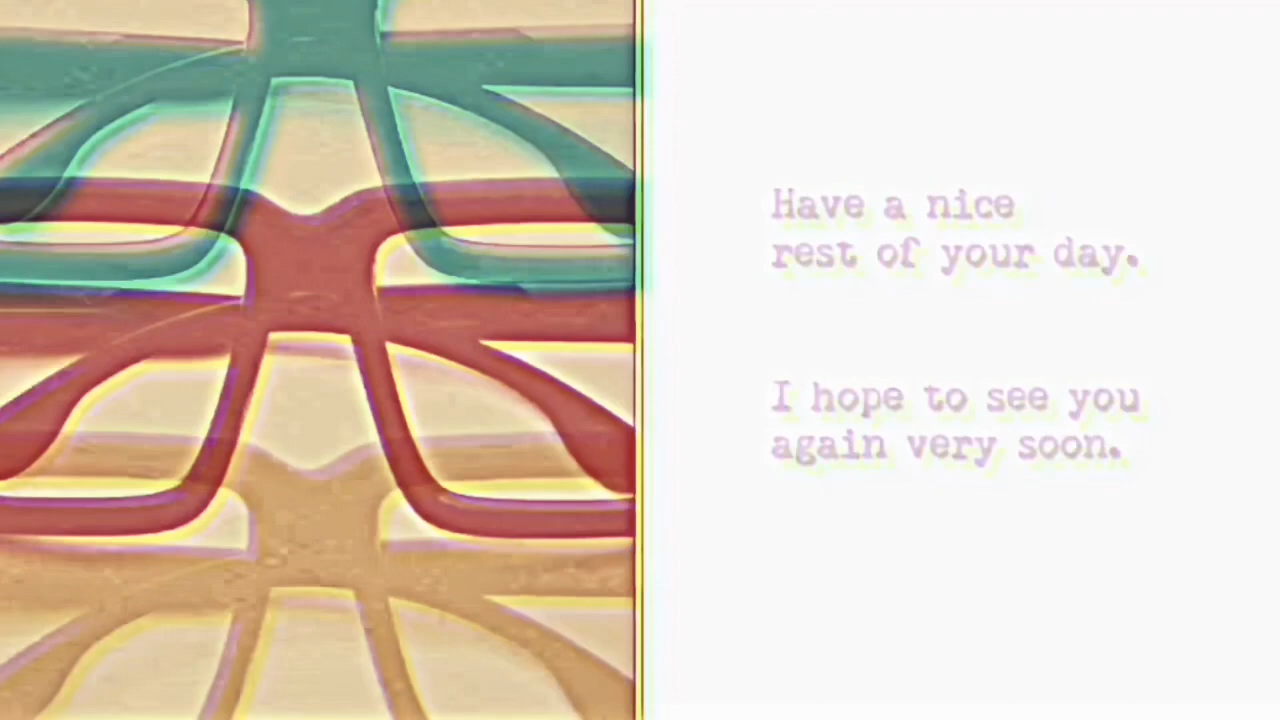 Have a nice
rest of your day.
I hope to see you
again very soon.